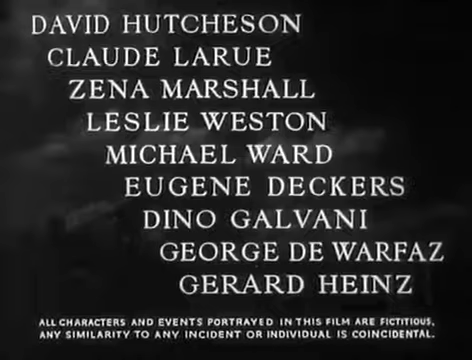 DAVID HUTCHESON
CLAUDE LARUE
ZENA MARSHALL
LESLIE WESTON
MICHAEL WARD
EUGENE DECKERS
DINO GALVANI
GEORGE DE WARFAZ
GERARD HEINZ
ALL CHARACTERS AND EVENTS PORTRAYED IN THIS FILM ARE FICTITIOUS,
ANY SIMILARITY TO ANY INCIDENT OR INDIVIDUAL IS COINCIDENTAL.